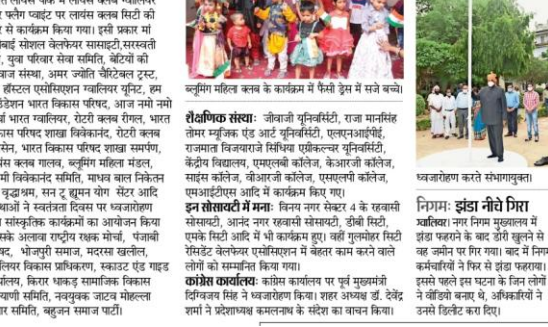 फ्लैग प्वाइंट पर लायंस क्लब सिटी की
से कार्यक्रम किया गया। इसी प्रकार मां
बाई सोशल वेलफेयर सासाइटी,सरस्वती
, युवा परिवार सेवा समिति, बेटियों की
वाज संस्था, अमर ज्योति चैरिटेबल ट्रस्ट,
हॉस्टल एसोसिएशन ग्वालियर यूनिट, हम
उंडेशन भारत विकास परिषद, आज नमो नमो
र्चा भारत ग्वालियर, रोटरी क्लब रीगल, भारत
कास परिषद शाखा विवेकानंद, रोटरी क्लब
सेन, भारत विकास परिषद शाखा समर्पण,
यंस क्लब गालव, ब्लूमिंग महिला मंडल,
मी विवेकानंद समिति, माधव बाल निकेतन
वृद्धाश्रम, सन टू ह्यूमन योग सेंटर आदि
थाओं ने स्वतंत्रता दिवस पर ध्वजारोहण
सांस्कृतिक कार्यक्रमों का आयोजन किया
सके अलावा राष्ट्रीय रक्षक मोर्चा, पंजाबी
षद, भोजपुरी समाज, मदरसा खलील,
लियर विकास प्राधिकरण, स्काउट एंड गाइड
र्यालय, किरार धाकड़ सामाजिक विकास
याणी समिति, नवयुवक जाटव मोहल्ला
ार समिति, बहुजन समाज पार्टी।
ब्लूमिंग महिला क्लब के कार्यक्रम में फैंसी ड्रेस में सजे बच्चे।
शैक्षणिक संस्थाः जीवाजी यूनिवर्सिटी, राजा मानसिंह
तोमर म्यूजिक एंड आर्ट यूनिवर्सिटी, एलएनआईपीई,
राजमाता विजयाराजे सिंधिया एग्रीकल्चर यूनिवर्सिटी,
केंद्रीय विद्यालय, एमएलबी कॉलेज, केआरजी कॉलेज,
साइंस कॉलेज, वीआरजी कॉलेज, एसएलपी कॉलेज,
एमआईटीएस आदि में कार्यक्रम किए गए।
इन सोसायटी में मनाः विनय नगर सेक्टर 4 के रहवासी
सोसायटी, आनंद नगर रहवासी सोसायटी, डीबी सिटी,
एमके सिटी आदि में भी कार्यक्रम हुए। वहीं गुलमोहर सिटी
रेसिडेंट वेलफेयर एसोसिएशन में बेहतर काम करने वाले
लोगों को सम्मानित किया गया।
कांग्रेस कार्यालयः कांग्रेस कार्यालय पर पूर्व मुख्यमंत्री
दिग्विजय सिंह ने ध्वजारोहण किया। शहर अध्यक्ष डॉ. देवेंद्र
शर्मा ने प्रदेशाध्यक्ष कमलनाथ के संदेश का वाचन किया।
ध्वजारोहण करते संभागायुक्त।
निगमः झंडा नीचे गिरा
ग्वालियर। नगर निगम मुख्यालय में
झंडा फहराने के बाद डोरी खुलने से
वह जमीन पर गिर गया। बाद में निगम
कर्मचारियों ने फिर से झंडा फहराया।
इससे पहले इस घटना के जिन लोगों
ने वीडियो बनाए थे, अधिकारियों ने
उनसे डिलीट करा दिए।